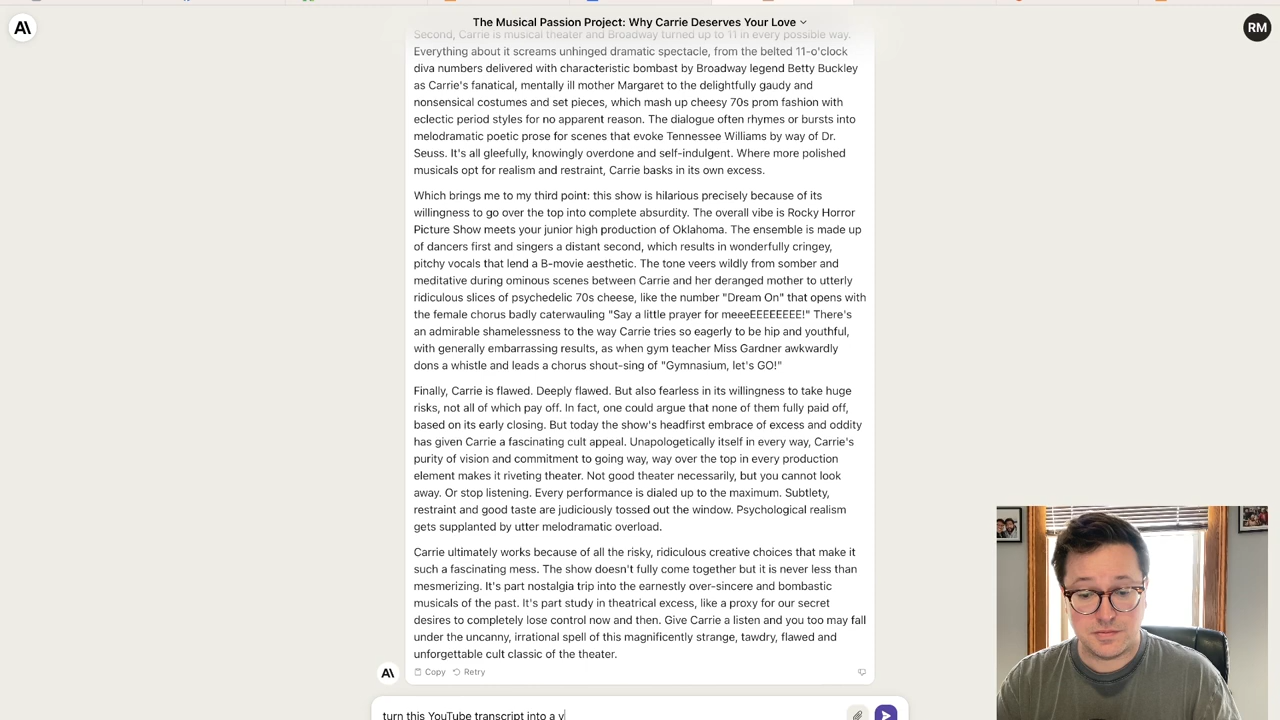 The Musical Passion Project: Why Carrie Deserves Your Love
RM
Second, Carrie is musical theater and Broadway turned up to 11 in every possible way.
Everything about it screams unhinged dramatic spectacle, from the belted 11-o'clock
diva numbers delivered with characteristic bombast by Broadway legend Betty Buckley
as Carrie's fanatical, mentally ill mother Margaret to the delightfully gaudy and
nonsensical costumes and set pieces, which mash up cheesy 70s prom fashion with
eclectic period styles for no apparent reason. The dialogue often rhymes or bursts into
melodramatic poetic prose for scenes that evoke Tennessee Williams by way of Dr.
Seuss. It's all gleefully, knowingly overdone and self-indulgent. Where more polished
musicals opt for realism and restraint, Carrie basks in its own excess.
Which brings me to my third point: this show is hilarious precisely because of its
willingness to go over the top into complete absurdity. The overall vibe is Rocky Horror
Picture Show meets your junior high production of Oklahoma. The ensemble is made up
of dancers first and singers a distant second, which results in wonderfully cringey,
pitchy vocals that lend a B-movie aesthetic. The tone veers wildly from somber and
meditative during ominous scenes between Carrie and her deranged mother to utterly
ridiculous slices of psychedelic 70s cheese, like the number "Dream On" that opens with
the female chorus badly caterwauling "Say a little prayer for meeeEEEEEEEE!" There's
an admirable shamelessness to the way Carrie tries so eagerly to be hip and youthful,
with generally embarrassing results, as when gym teacher Miss Gardner awkwardly
dons a whistle and leads a chorus shout-sing of "Gymnasium, let's GO!"
Finally, Carrie is flawed. Deeply flawed. But also fearless in its willingness to take huge
risks, not all of which pay off. In fact, one could argue that none of them fully paid off,
based on its early closing. But today the show's headfirst embrace of excess and oddity
has given Carrie a fascinating cult appeal. Unapologetically itself in every way, Carrie's
purity of vision and commitment to going way, way over the top in every production
element makes it riveting theater. Not good theater necessarily, but you cannot look
away. Or stop listening. Every performance is dialed up to the maximum. Subtlety,
restraint and good taste are judiciously tossed out the window. Psychological realism
gets supplanted by utter melodramatic overload.
Carrie ultimately works because of all the risky, ridiculous creative choices that make it
such a fascinating mess. The show doesn't fully come together but it is never less than
mesmerizing. It's part nostalgia trip into the earnestly over-sincere and bombastic
musicals of the past. It's part study in theatrical excess, like a proxy for our secret
desires to completely lose control now and then. Give Carrie a listen and you too may fall
under the uncanny, irrational spell of this magnificently strange, tawdry, flawed and
unforgettable cult classic of the theater.
Copy Retry
turn this YouTube transcript into a v